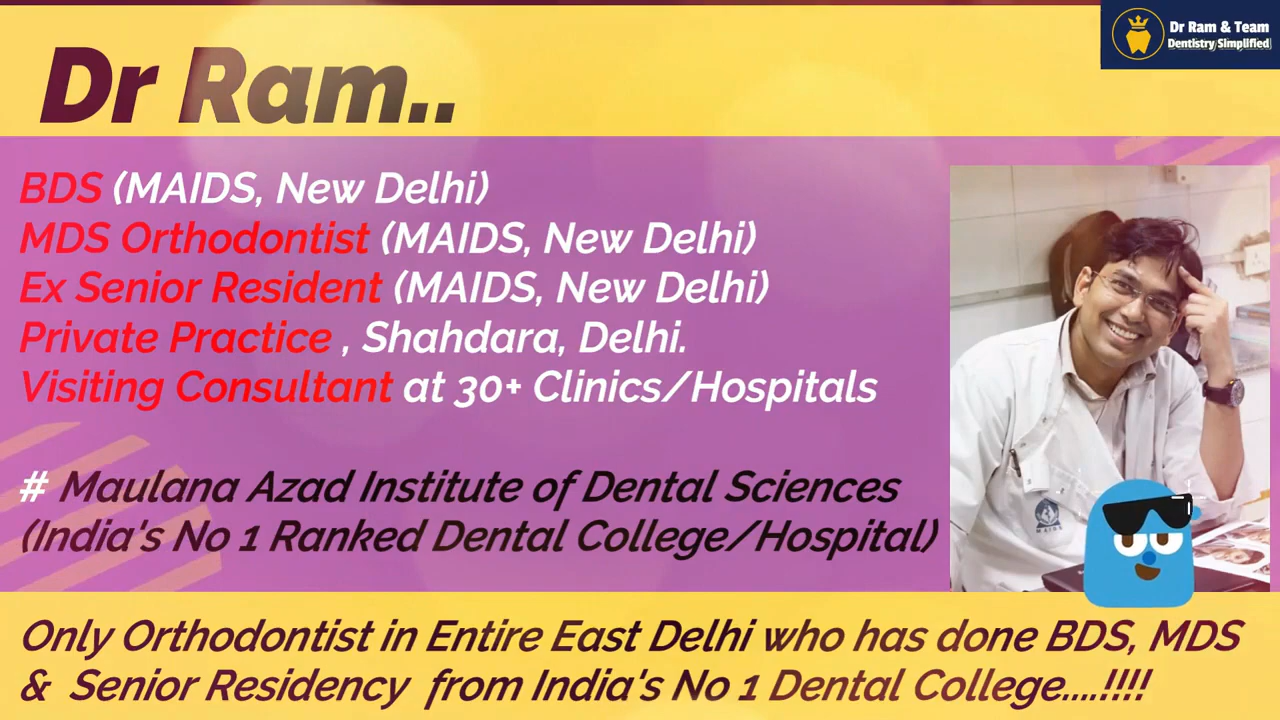 Dr Ram & Team
Dentistry Simplified
Dr Ram..
BDS (MAIDS, New Delhi)
MDS Orthodontist (MAIDS, New Delhi)
Ex Senior Resident (MAIDS, New Delhi)
Private Practice , Shahdara, Delhi.
Visiting Consultant at 30+ Clinics/Hospitals
# Maulana Azad Institute of Dental Sciences
(India's No 1 Ranked Dental College/Hospital)
MAIDS
Only Orthodontist in Entire East Delhi who has done BDS, MDS
& Senior Residency from India's No 1 Dental College....!!!!